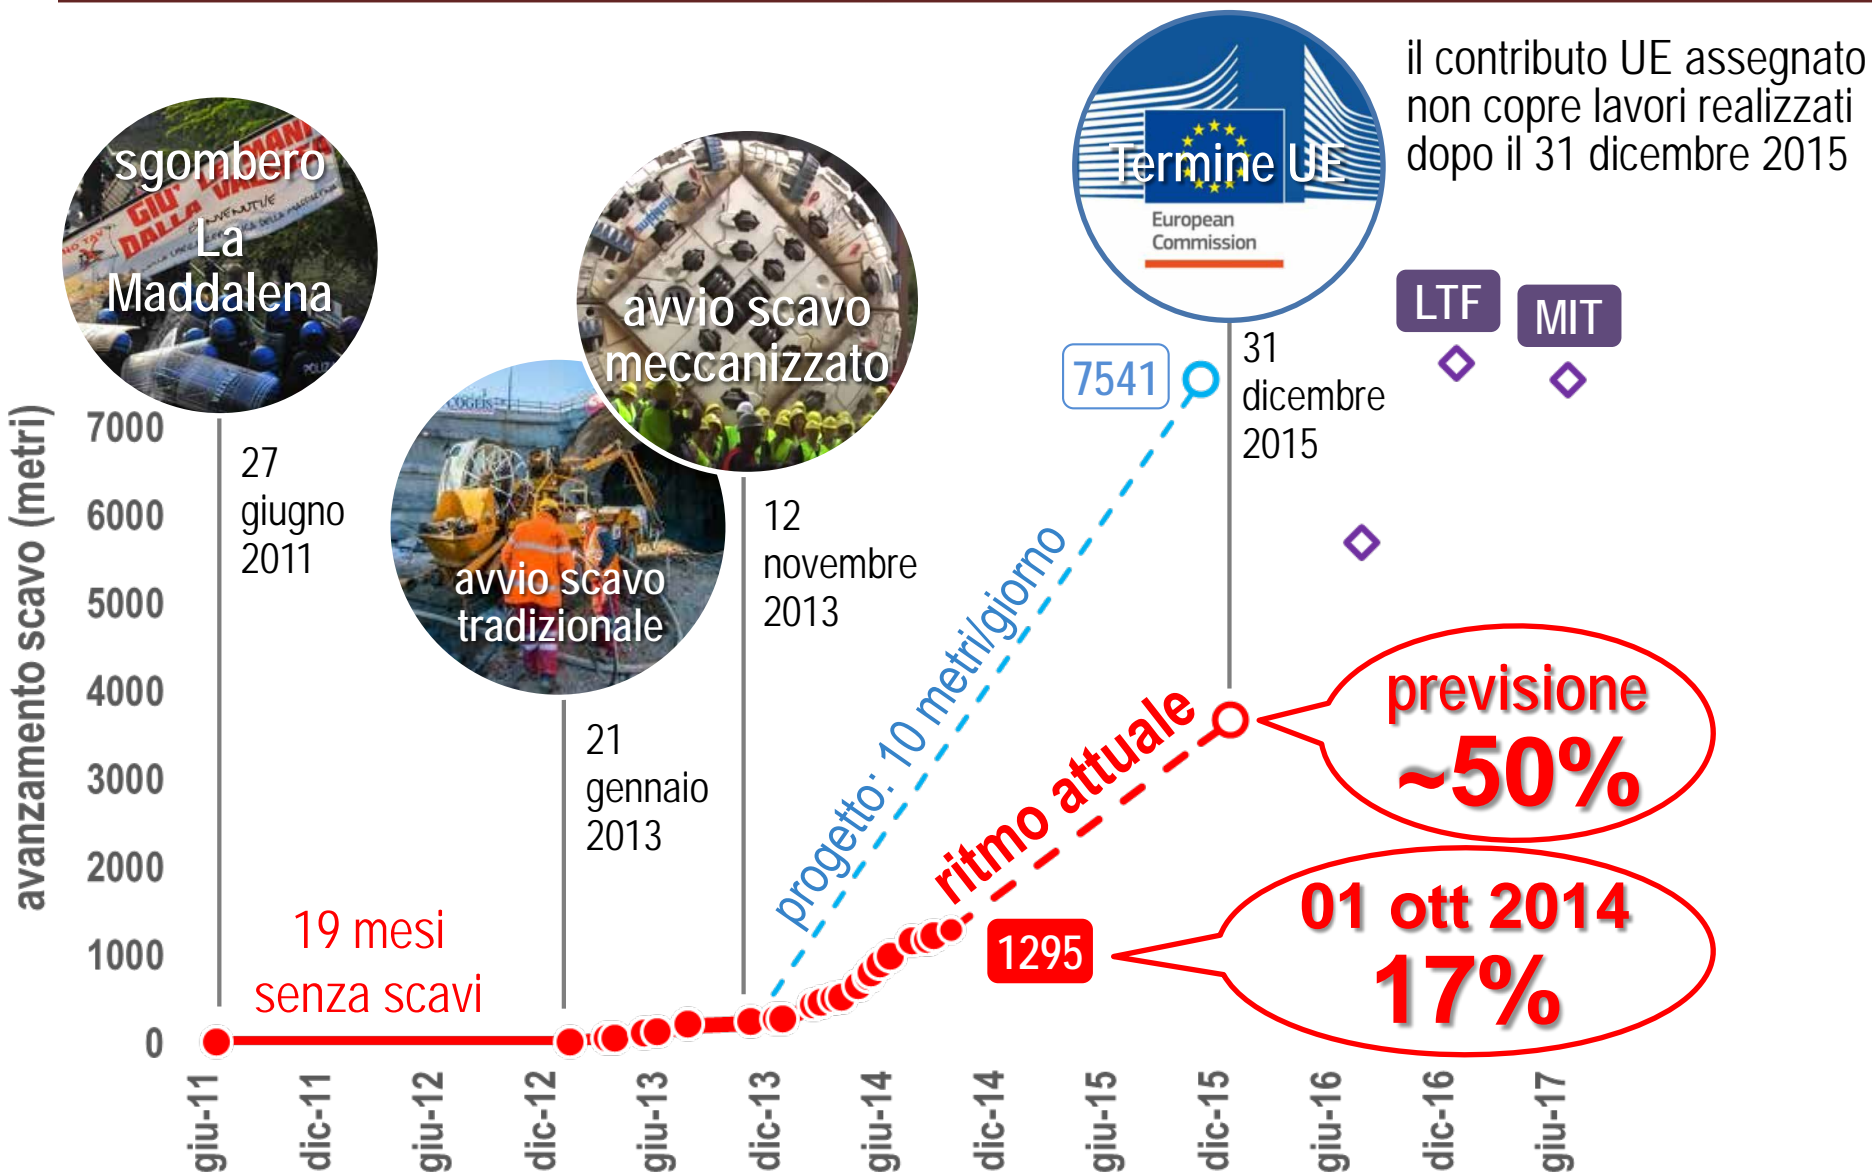 il contributo UE assegnato
non copre lavori realizzati
dopo il 31 dicembre 2015
sgombero
La
Maddalena
GIU'
DALLA
POLIZ
avvio scavo
meccanizzato
COGEIS
avvio scavo
tradizionale
Termine UE
European
Commission
LTF
MIT
7541
31
dicembre
2015
27
giugno
2011
12
novembre
2013
21
gennaio
2013
progetto: 10 metri/giorno
ritmo attuale
previsione
~50%
01 ott 2014
17%
1295
19 mesi
senza scavi
avanzamento scavo (metri)
7000
6000
5000
4000
3000
2000
1000
0
giu-11
dic-11
giu-12
dic-12
giu-13
dic-13
giu-14
dic-14
giu-15
dic-15
giu-16
dic-16
giu-17